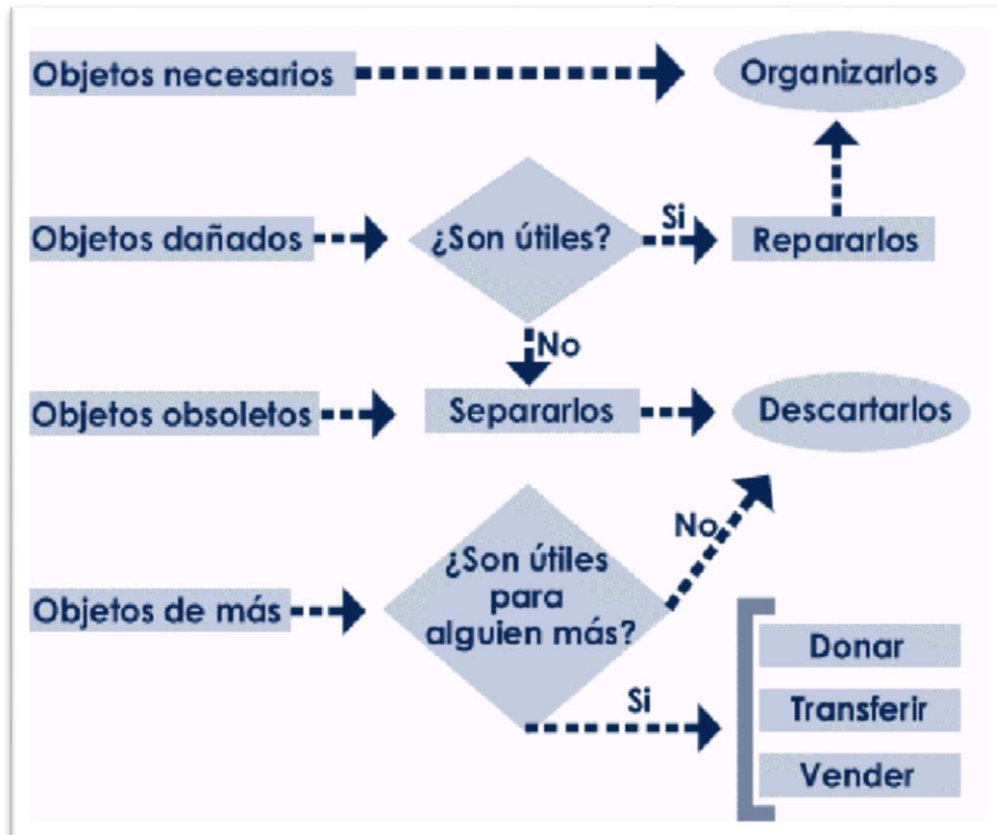 Objetos necesarios
Organizarlos
Objetos dañados
¿Son útiles?
Si
Repararlos
No
Objetos obsoletos
Separarlos
Descartarlos
Objetos de más
¿Son útiles
para
alguien más?
No
Si
Donar
Transferir
Vender